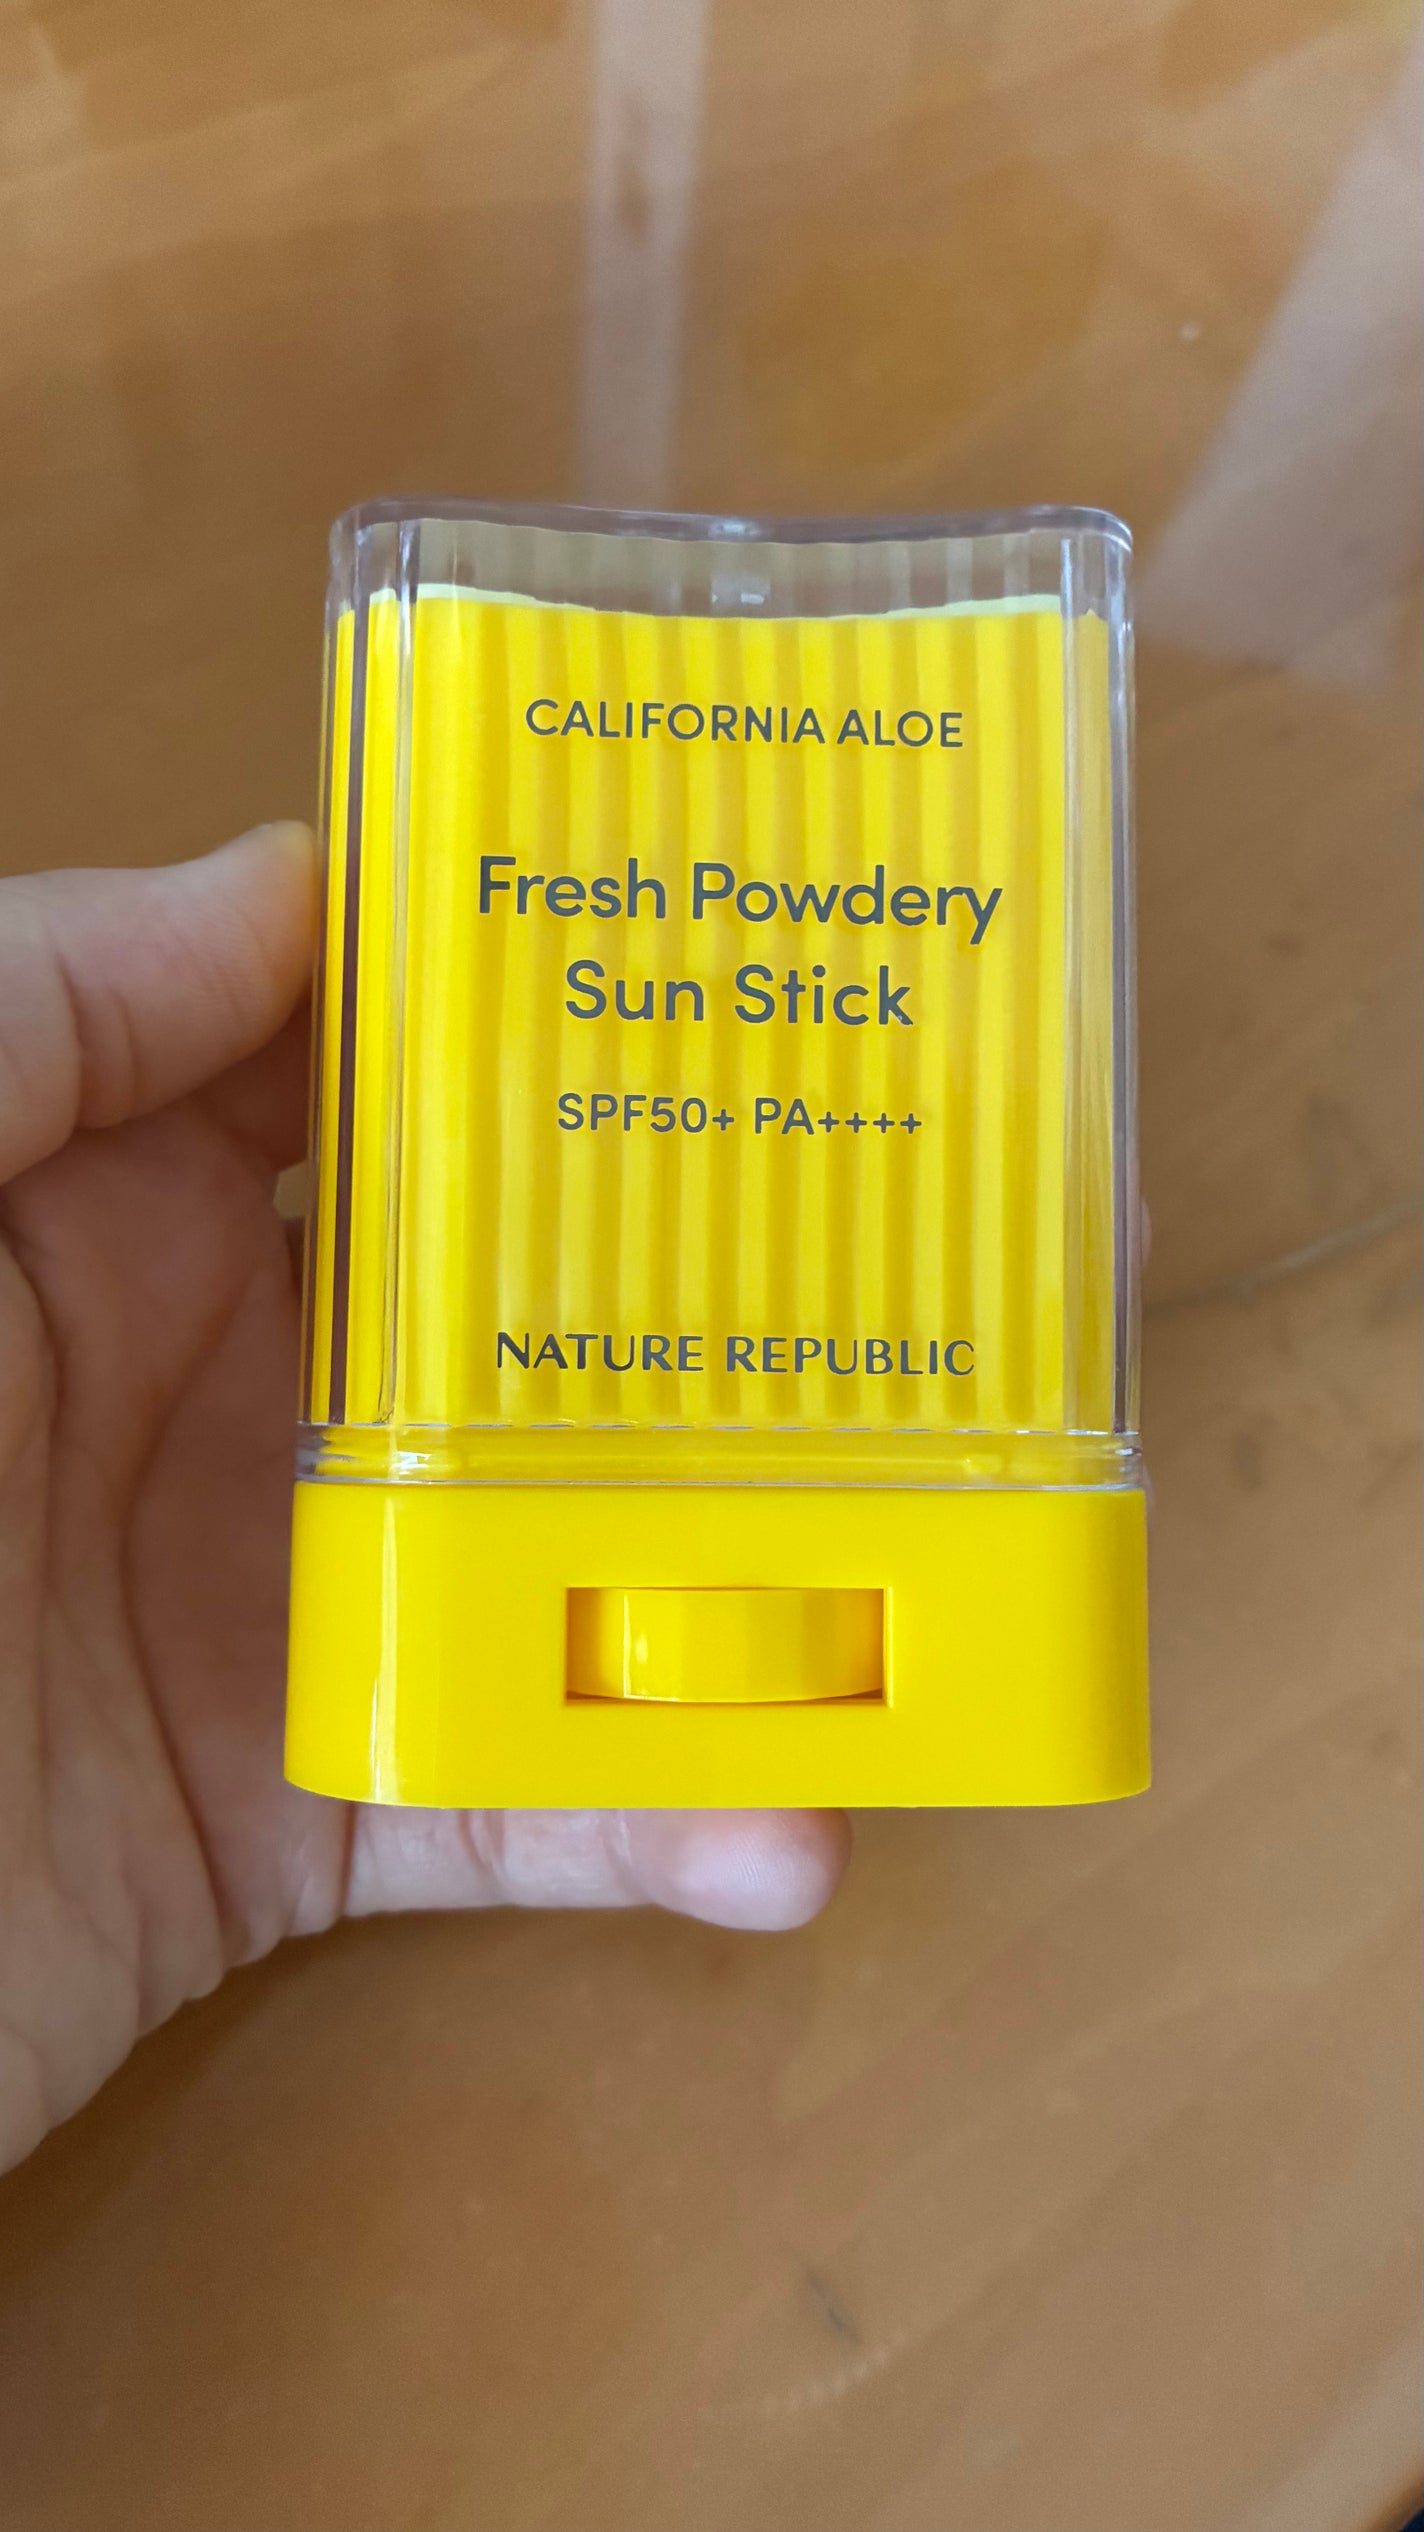 CALIFORNIA ALOE
Fresh Powdery
Sun Stick
SPF50+ PA++++
NATURE REPUBLIC